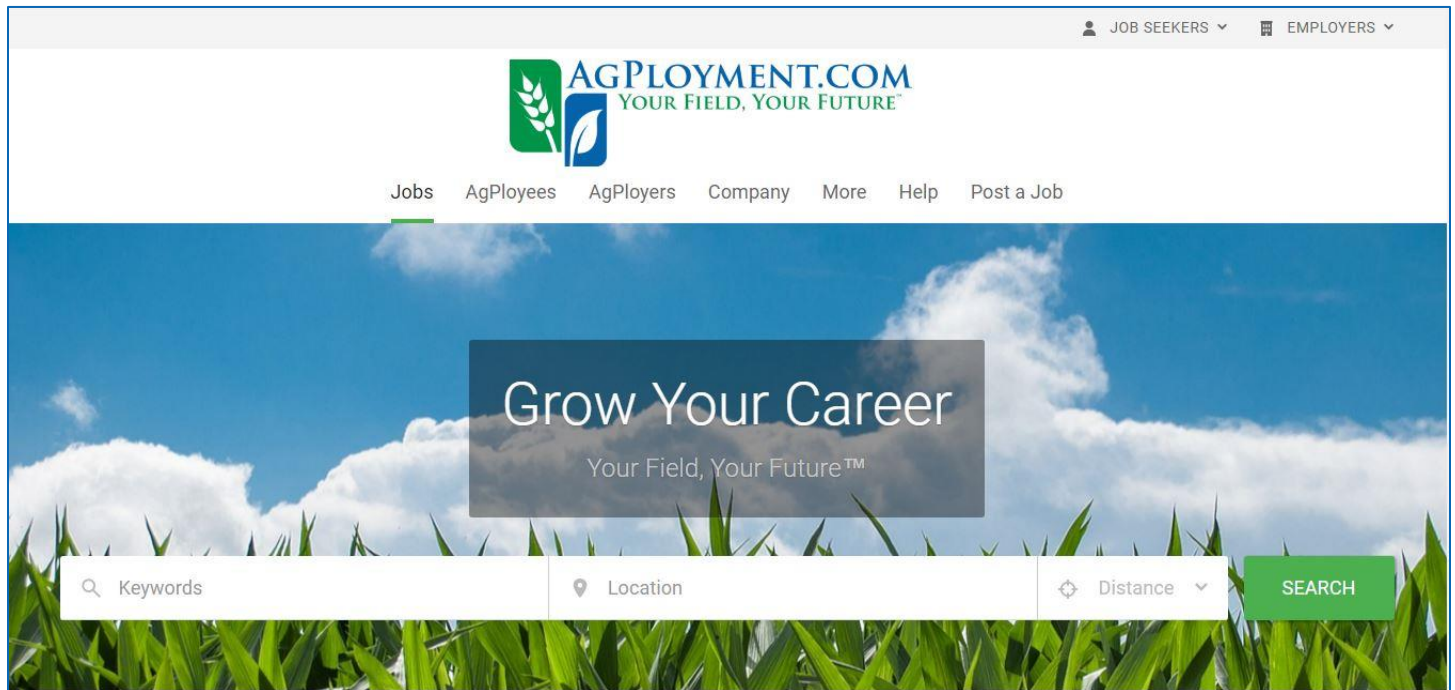 JOB SEEKERS EMPLOYERS
AGPLOYMENT.COM
YOUR FIELD, YOUR FUTURE™
Jobs AgPloyees AgPloyers Company More Help Post a Job
Grow Your Career
Your Field, Your Future™
Keywords Location Distance SEARCH